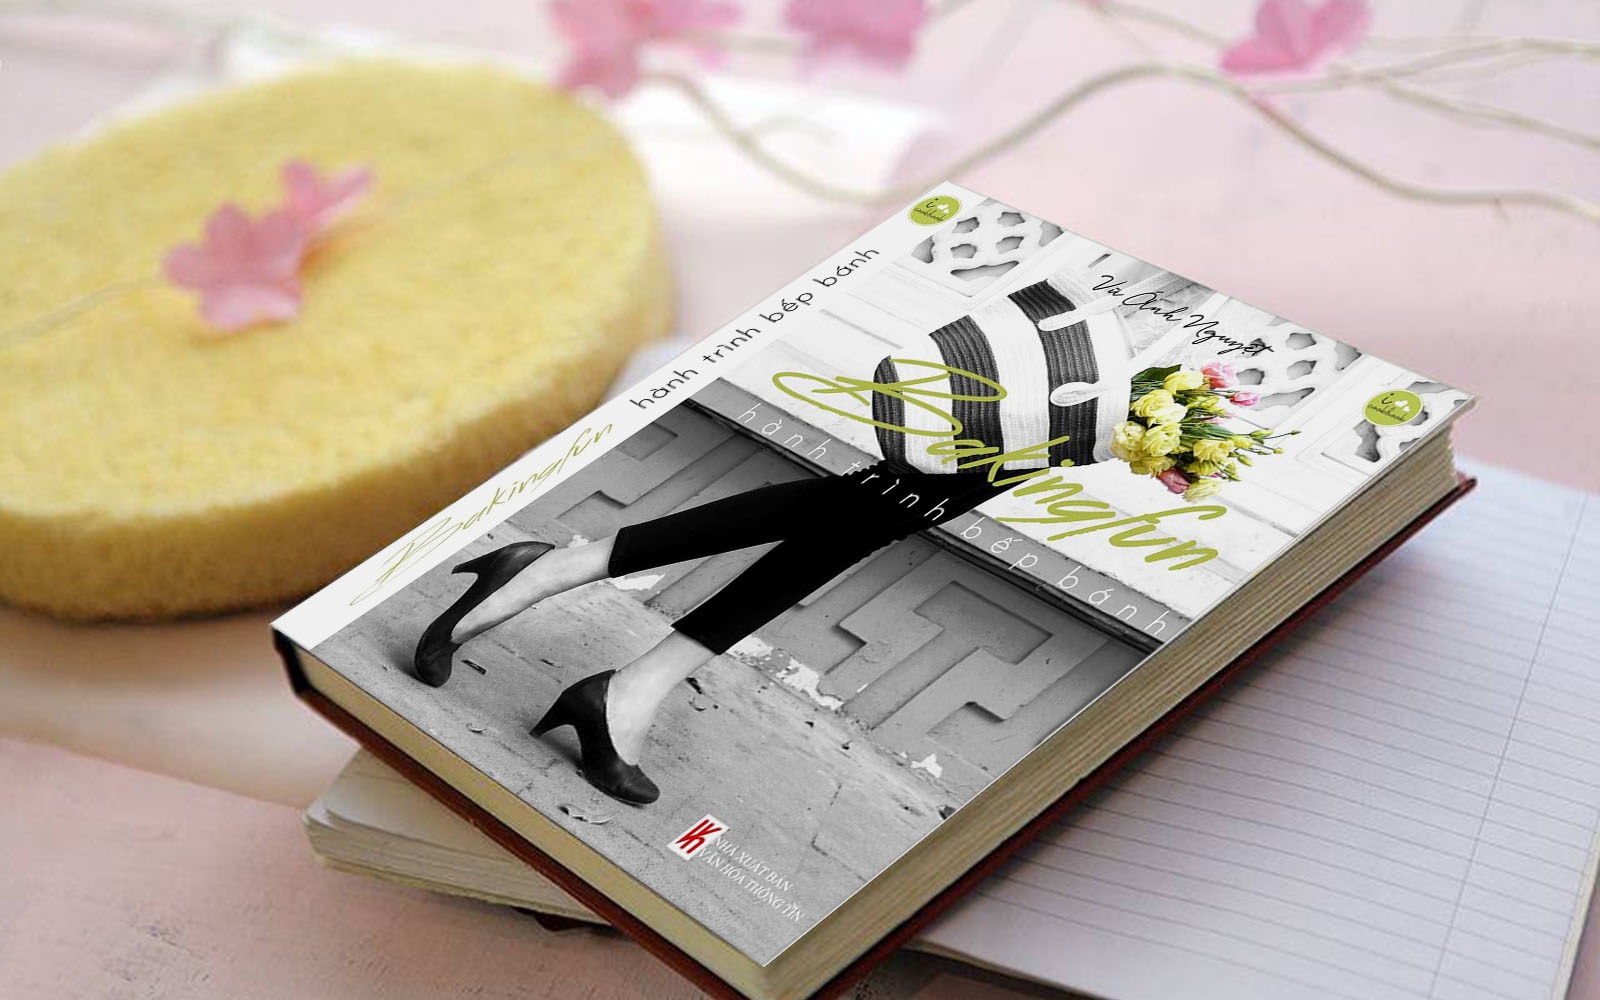 hành trình bếp bánh
Bakingfun
Vũ Ánh Nguyệt
Bakingfun
hành trình bếp bánh
NHÀ XUẤT BẢN
VĂN HÓA THÔNG TIN